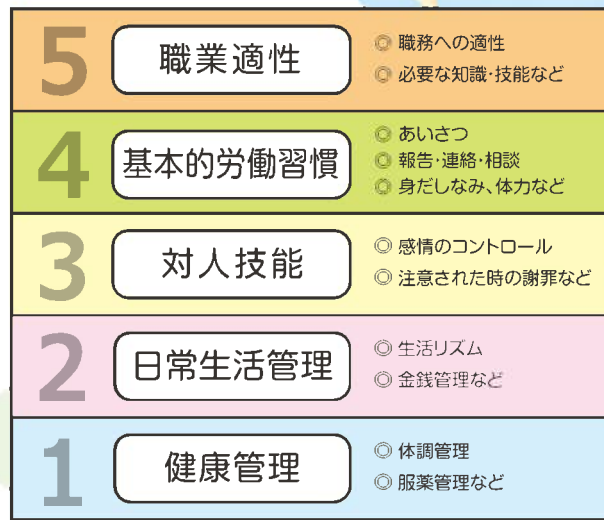 5
職業適性
◎ 職務への適性
◎ 必要な知識・技能など
4
基本的労働習慣
◎ あいさつ
◎ 報告・連絡・相談
◎ 身だしなみ、体力など
3
対人技能
◎ 感情のコントロール
◎ 注意された時の謝罪など
2
日常生活管理
◎ 生活リズム
◎ 金銭管理など
1
健康管理
◎ 体調管理
◎ 服薬管理など